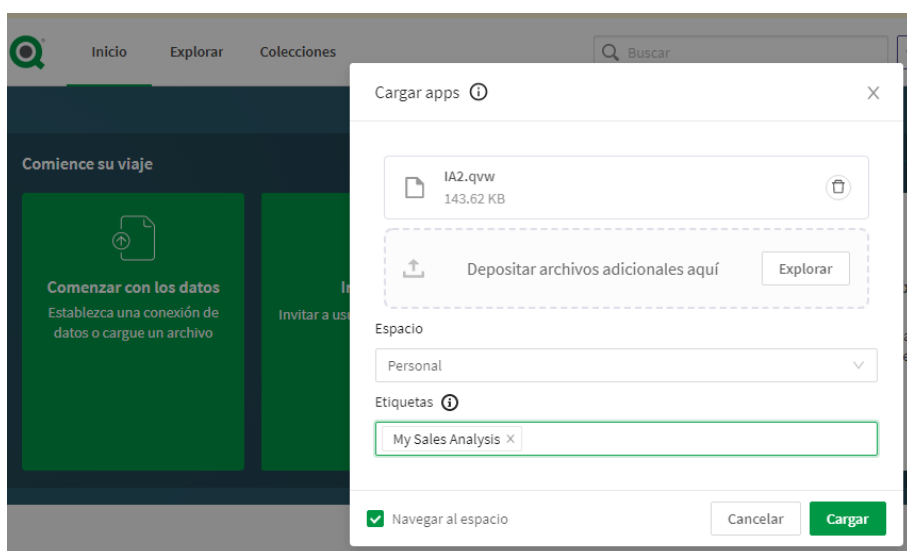 Inicio Explorar Colecciones
Buscar
Cargar apps
Comience su viaje
IA2.qvw
143.62 KB
Depositar archivos adicionales aquí
Explorar
Comenzar con los datos
Establezca una conexión de
datos o cargue un archivo
Invitar a
Espacio
Personal
Etiquetas
My Sales Analysis
Navegar al espacio
Cancelar
Cargar